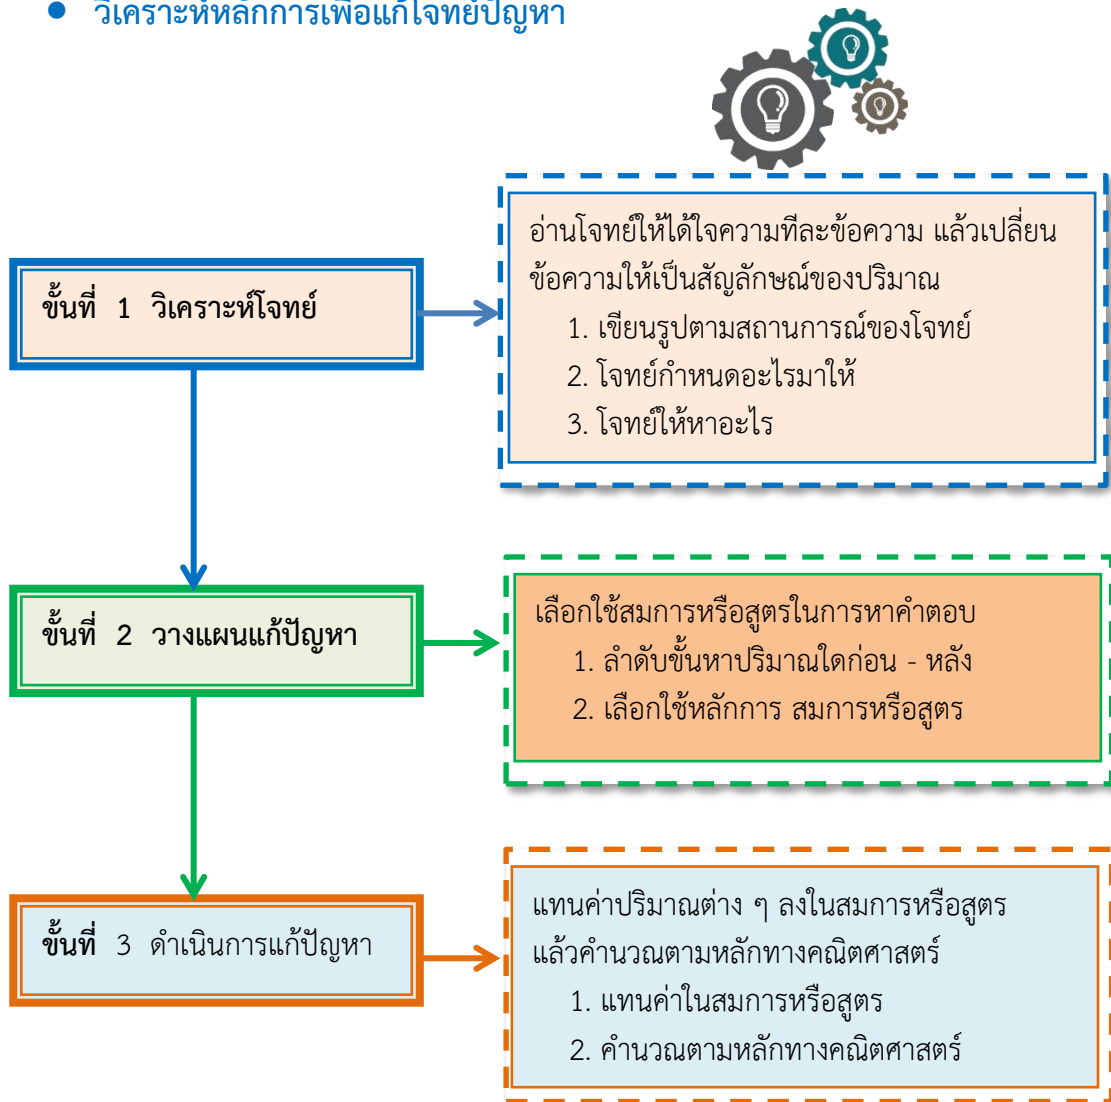 ● วิเคราะห์หลักการเพื่อแก้โจทย์ปัญหา
ขั้นที่ 1 วิเคราะห์โจทย์
อ่านโจทย์ให้ได้ใจความทีละข้อความ แล้วเปลี่ยน
ข้อความให้เป็นสัญลักษณ์ของปริมาณ
1. เขียนรูปตามสถานการณ์ของโจทย์
2. โจทย์กำหนดอะไรมาให้
3. โจทย์ให้หาอะไร
ขั้นที่ 2 วางแผนแก้ปัญหา
เลือกใช้สมการหรือสูตรในการหาคำตอบ
1. ลำดับขั้นหาปริมาณใดก่อน - หลัง
2. เลือกใช้หลักการ สมการหรือสูตร
ขั้นที่ 3 ดำเนินการแก้ปัญหา
แทนค่าปริมาณต่าง ๆ ลงในสมการหรือสูตร
แล้วคำนวณตามหลักทางคณิตศาสตร์
1. แทนค่าในสมการหรือสูตร
2. คำนวณตามหลักทางคณิตศาสตร์